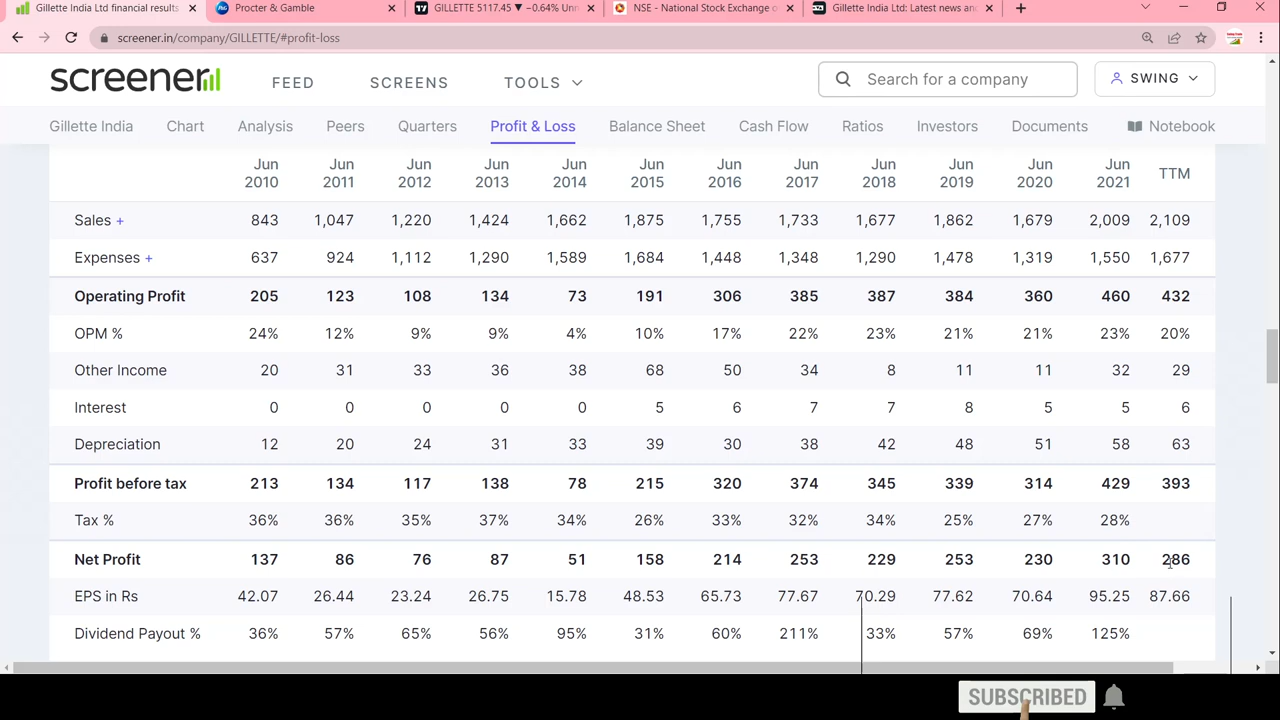 Gillette India Ltd financial results
Procter & Gamble
GILLETTE 5117.45 ▼ −0.64% Unn
NSE - National Stock Exchange o
Gillette India Ltd: Latest news an
screener.in/company/GILLETTE/#profit-loss
screener
FEED
SCREENS
TOOLS
Search for a company
SWING
Gillette India
Chart
Analysis
Peers
Quarters
Profit & Loss
Balance Sheet
Cash Flow
Ratios
Investors
Documents
Notebook
Jun 2010 Jun 2011 Jun 2012 Jun 2013 Jun 2014 Jun 2015 Jun 2016 Jun 2017 Jun 2018 Jun 2019 Jun 2020 Jun 2021 TTM
Sales + 843 1,047 1,220 1,424 1,662 1,875 1,755 1,733 1,677 1,862 1,679 2,009 2,109
Expenses + 637 924 1,112 1,290 1,589 1,684 1,448 1,348 1,290 1,478 1,319 1,550 1,677
Operating Profit 205 123 108 134 73 191 306 385 387 384 360 460 432
OPM % 24% 12% 9% 9% 4% 10% 17% 22% 23% 21% 21% 23% 20%
Other Income 20 31 33 36 38 68 50 34 8 11 11 32 29
Interest 0 0 0 0 0 5 6 7 7 8 5 5 6
Depreciation 12 20 24 31 33 39 30 38 42 48 51 58 63
Profit before tax 213 134 117 138 78 215 320 374 345 339 314 429 393
Tax % 36% 36% 35% 37% 34% 26% 33% 32% 34% 25% 27% 28%
Net Profit 137 86 76 87 51 158 214 253 229 253 230 310 286
EPS in Rs 42.07 26.44 23.24 26.75 15.78 48.53 65.73 77.67 70.29 77.62 70.64 95.25 87.66
Dividend Payout % 36% 57% 65% 56% 95% 31% 60% 211% 33% 57% 69% 125%
SUBSCRIBED